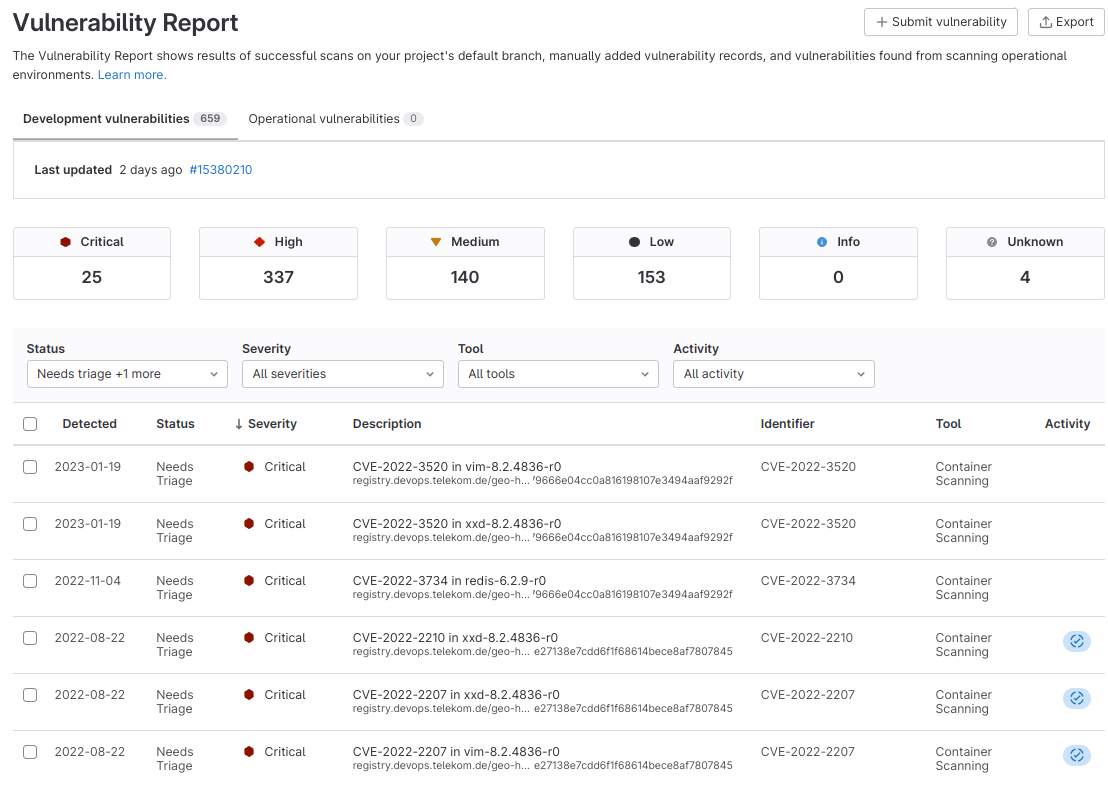 Vulnerability Report
Submit vulnerability
Export
The Vulnerability Report shows results of successful scans on your project's default branch, manually added vulnerability records, and vulnerabilities found from scanning operational
environments. Learn more.
Development vulnerabilities 659
Operational vulnerabilities 0
Last updated 2 days ago #15380210
Critical High Medium Low Info Unknown
25 337 140 153 0 4
Status Severity Tool Activity
Needs triage +1 more All severities All tools All activity
Detected Status ↓ Severity Description Identifier Tool Activity
2023-01-19 Needs Critical CVE-2022-3520 in vim-8.2.4836-r0 CVE-2022-3520 Container
Triage registry.devops.telekom.de/geo-h... 9666e04cc0a816198107e3494aaf9292f Scanning
2023-01-19 Needs Critical CVE-2022-3520 in xxd-8.2.4836-r0 CVE-2022-3520 Container
Triage registry.devops.telekom.de/geo-h... 9666e04cc0a816198107e3494aaf9292f Scanning
2022-11-04 Needs Critical CVE-2022-3734 in redis-6.2.9-r0 CVE-2022-3734 Container
Triage registry.devops.telekom.de/geo-h... 9666e04cc0a816198107e3494aaf9292f Scanning
2022-08-22 Needs Critical CVE-2022-2210 in xxd-8.2.4836-r0 CVE-2022-2210 Container
Triage registry.devops.telekom.de/geo-h... e27138e7cdd6f1f68614bece8af7807845 Scanning
2022-08-22 Needs Critical CVE-2022-2207 in xxd-8.2.4836-r0 CVE-2022-2207 Container
Triage registry.devops.telekom.de/geo-h... e27138e7cdd6f1f68614bece8af7807845 Scanning
2022-08-22 Needs Critical CVE-2022-2207 in vim-8.2.4836-r0 CVE-2022-2207 Container
Triage registry.devops.telekom.de/geo-h... e27138e7cdd6f1f68614bece8af7807845 Scanning